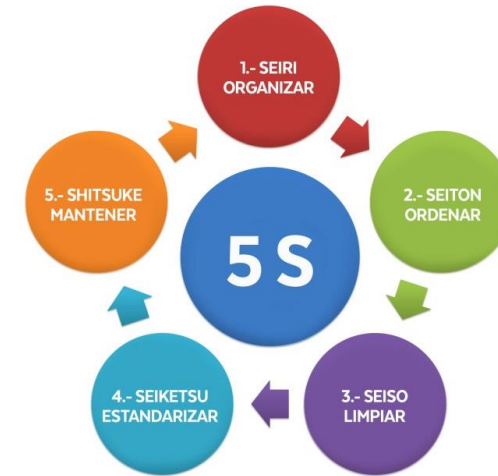 1.- SEIRI
ORGANIZAR
2.- SEITON
ORDENAR
3.- SEISO
LIMPIAR
4.- SEIKETSU
ESTANDARIZAR
5.- SHITSUKE
MANTENER
5 S